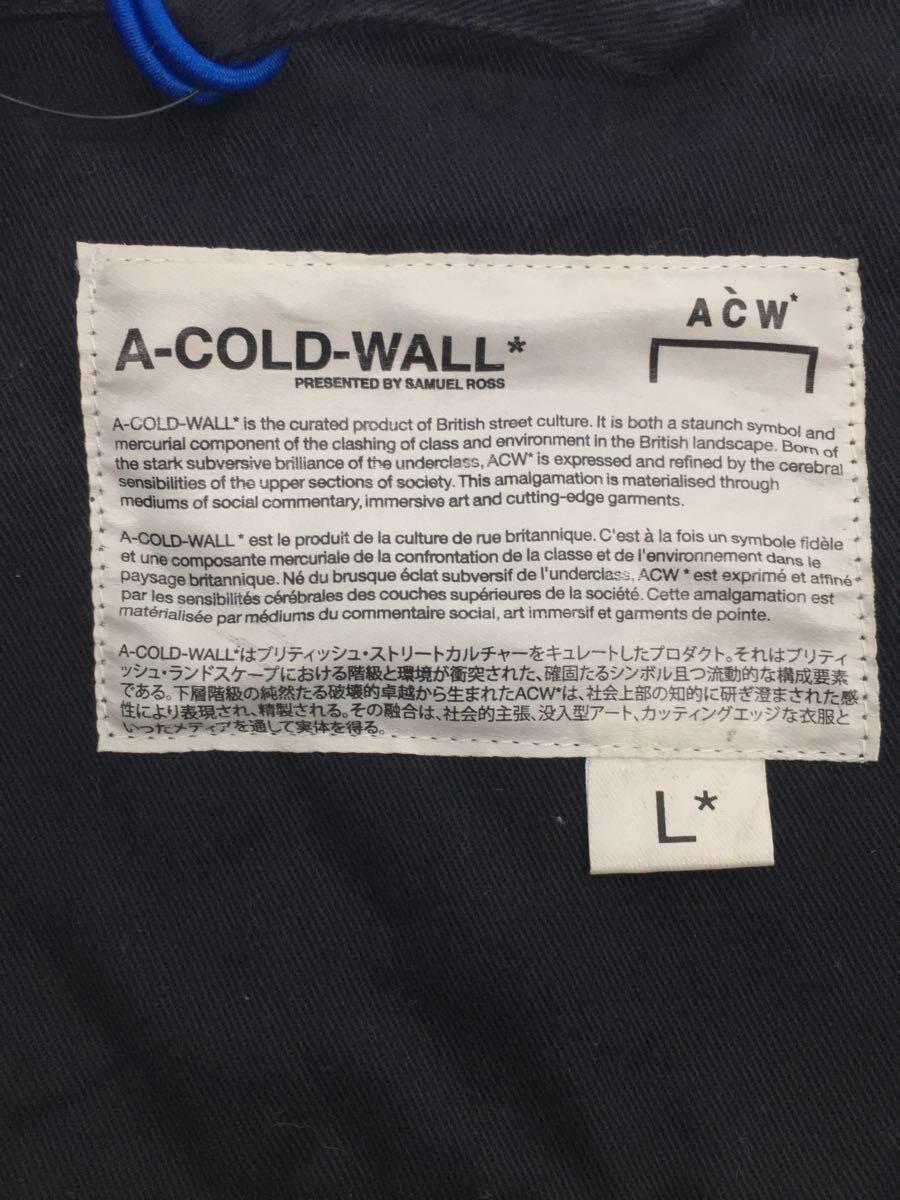 A-COLD-WALL*
PRESENTED BY SAMUEL ROSS
AC̀W*
A-COLD-WALL* is the curated product of British street culture. It is both a staunch symbol and
mercurial component of the clashing of class and environment in the British landscape. Born of
the stark subversive brilliance of the underclass, ACW* is expressed and refined by the cerebral
sensibilities of the upper sections of society. This amalgamation is materialised through
mediums of social commentary, immersive art and cutting-edge garments.
A-COLD-WALL* est le produit de la culture de rue britannique. C'est à la fois un symbole fidèle
et une composante mercuriale de la confrontation de la classe et de l'environnement dans le
paysage britannique. Né du brusque éclat subversif de l'underclass, ACW* est exprimé et affiné
par les sensibilités cérébrales des couches supérieures de la société. Cette amalgamation est
matérialisée par médiums du commentaire social, art immersif et garments de pointe.
A-COLD-WALL*はブリティッシュ・ストリートカルチャーをキュレートしたプロダクト。それはブリティ
ッシュ・ランドスケープにおける階級と環境が衝突された、確固たるシンボル且つ流動的な構成要素
である。下層階級の純然たる破壊的卓越から生まれたACW*は、社会上部の知的に研ぎ澄まされた感
性により表現され、精製される。その融合は、社会的主張、没入型アート、カッティングエッジな衣服と
いったメディアを通して実体を得る。
L*